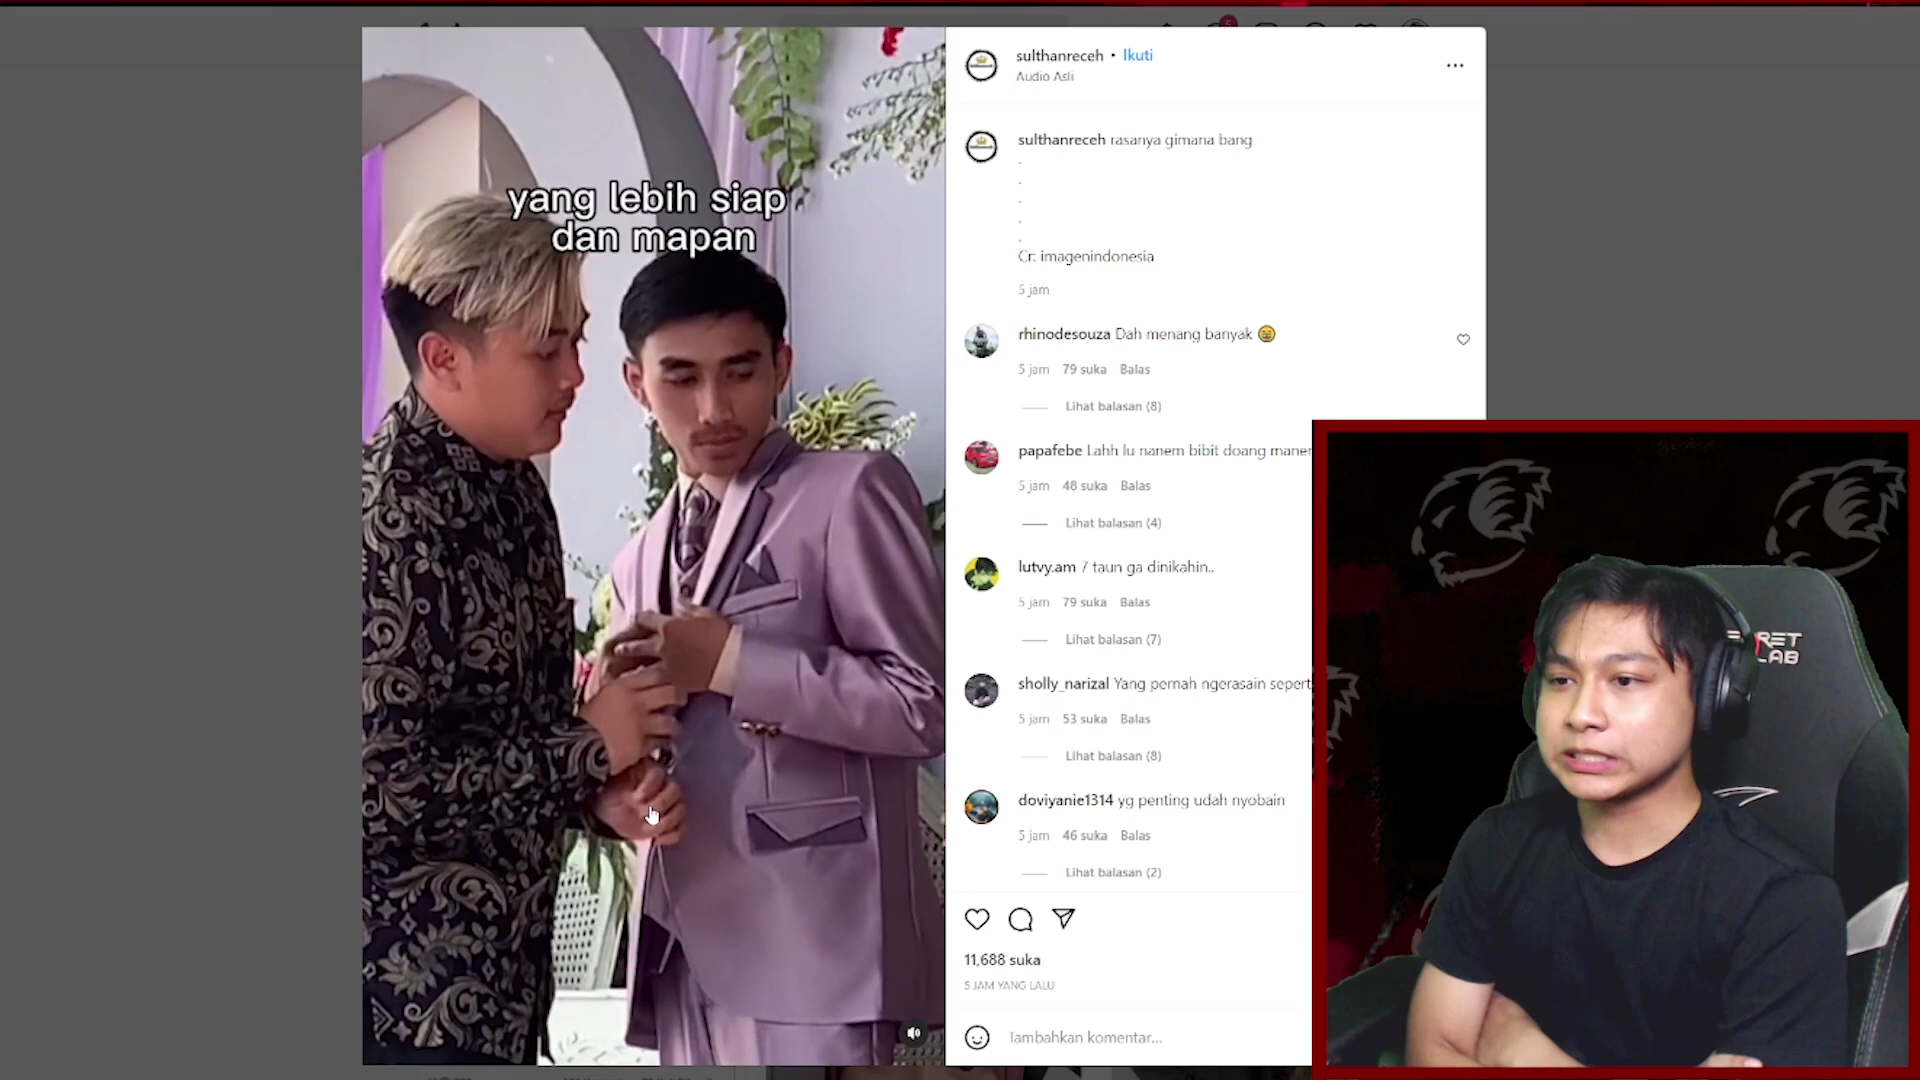 yang lebih siap
dan mapan
sulthanreceh • Ikuti
Audio Asli
sulthanreceh rasanya gimana bang
.
.
.
.
.
Cr: imagenindonesia
5 jam
rhinodesouza Dah menang banyak 😁
5 jam 79 suka Balas
Lihat balasan (8)
papafebe Lahh lu nanem bibit doang maner
5 jam 48 suka Balas
Lihat balasan (4)
lutvy.am 7 taun ga dinikahin..
5 jam 79 suka Balas
Lihat balasan (7)
sholly_narizal Yang pernah ngerasain sepert
5 jam 53 suka Balas
Lihat balasan (8)
doviyanie1314 yg penting udah nyobain
5 jam 46 suka Balas
Lihat balasan (2)
11,688 suka
5 JAM YANG LALU
Tambahkan komentar...
RET
LAB